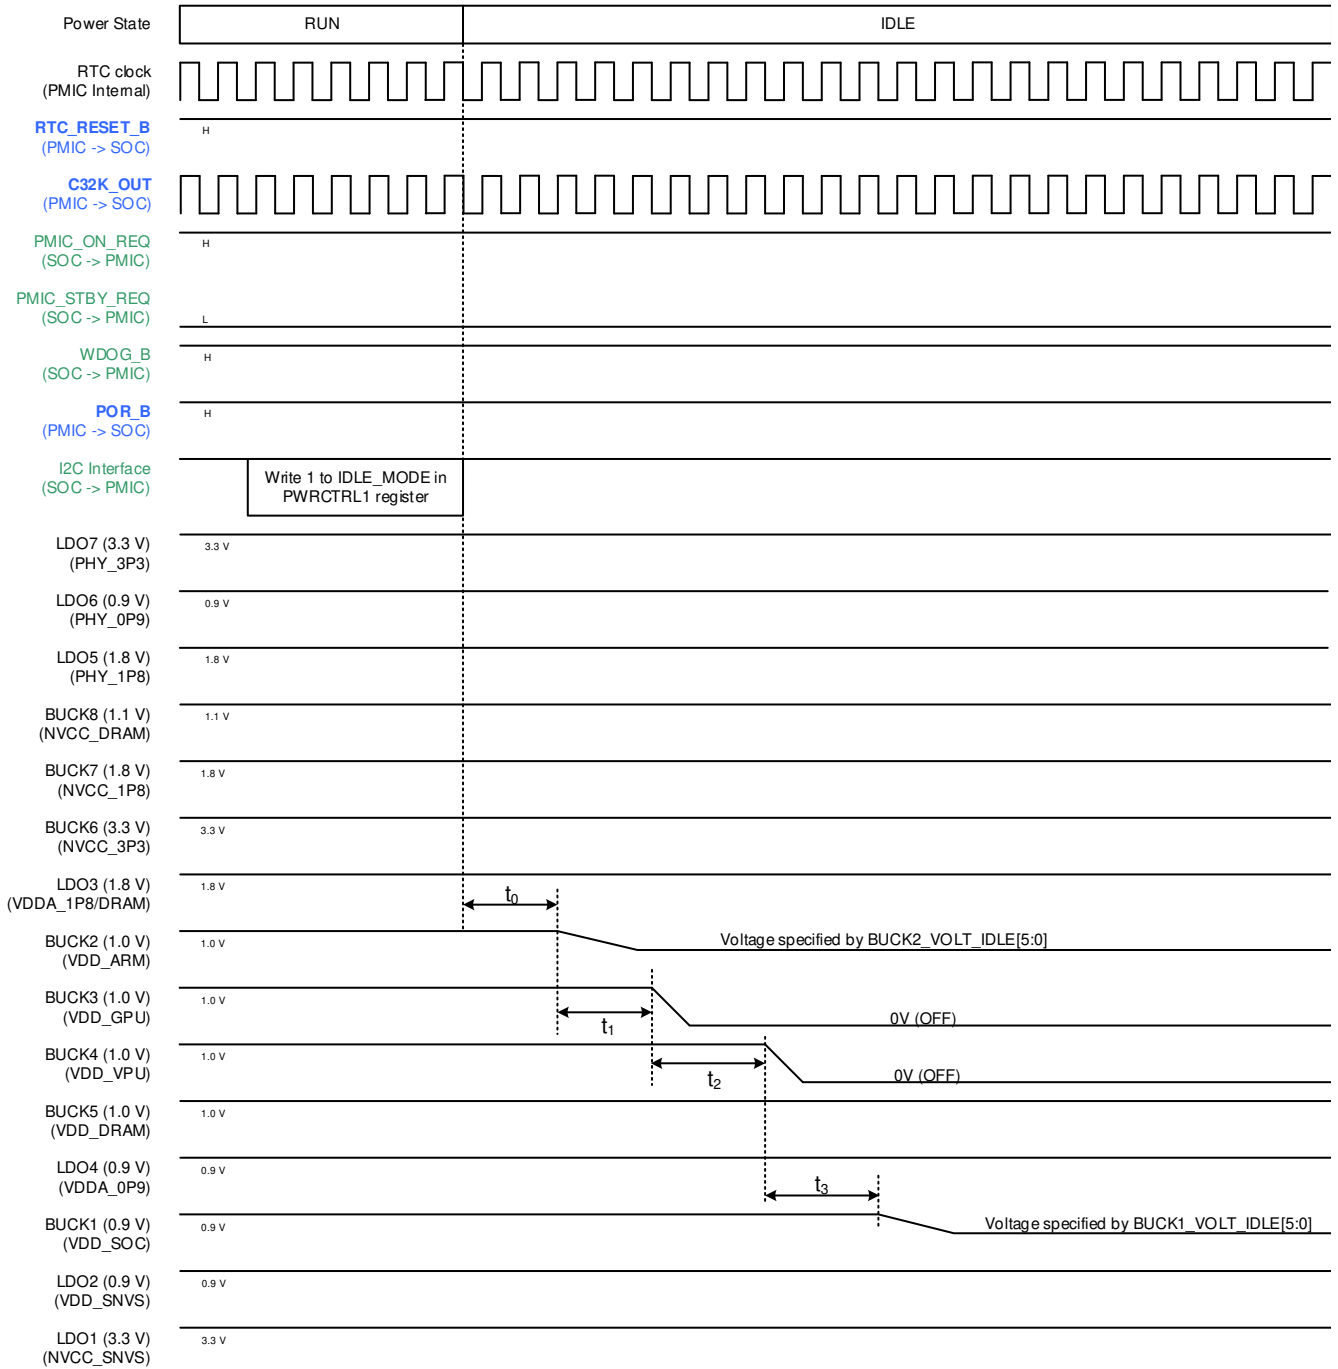 Power State
RUN
IDLE
RTC clock
(PMIC Internal)
RTC_RESET_B
(PMIC -> SOC)
H
C32K_OUT
(PMIC -> SOC)
PMIC_ON_REQ
(SOC -> PMIC)
H
PMIC_STBY_REQ
(SOC -> PMIC)
L
WDOG_B
(SOC -> PMIC)
H
POR_B
(PMIC -> SOC)
H
I2C Interface
(SOC -> PMIC)
Write 1 to IDLE_MODE in
PWRCTRL1 register
LDO7 (3.3 V)
(PHY_3P3)
3.3 V
LDO6 (0.9 V)
(PHY_0P9)
0.9 V
LDO5 (1.8 V)
(PHY_1P8)
1.8 V
BUCK8 (1.1 V)
(NVCC_DRAM)
1.1 V
BUCK7 (1.8 V)
(NVCC_1P8)
1.8 V
BUCK6 (3.3 V)
(NVCC_3P3)
3.3 V
LDO3 (1.8 V)
(VDDA_1P8/DRAM)
1.8 V
t0
BUCK2 (1.0 V)
(VDD_ARM)
1.0 V
Voltage specified by BUCK2_VOLT_IDLE[5:0]
BUCK3 (1.0 V)
(VDD_GPU)
1.0 V
t1
0V (OFF)
BUCK4 (1.0 V)
(VDD_VPU)
1.0 V
t2
0V (OFF)
BUCK5 (1.0 V)
(VDD_DRAM)
1.0 V
LDO4 (0.9 V)
(VDDA_0P9)
0.9 V
t3
BUCK1 (0.9 V)
(VDD_SOC)
0.9 V
Voltage specified by BUCK1_VOLT_IDLE[5:0]
LDO2 (0.9 V)
(VDD_SNVS)
0.9 V
LDO1 (3.3 V)
(NVCC_SNVS)
3.3 V